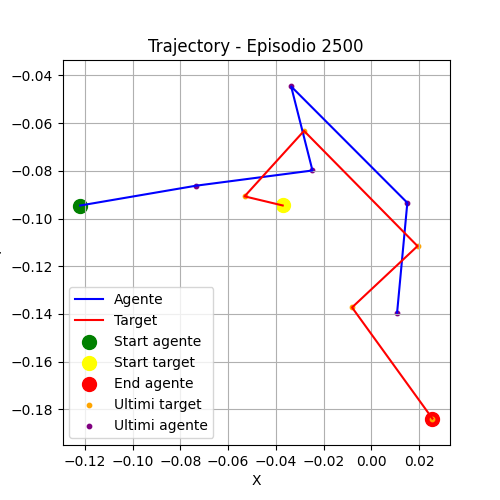 Trajectory - Episodio 2500
−0.04
−0.06
−0.08
−0.10
−0.12
−0.14
−0.16
−0.18
Agente
Target
Start agente
Start target
End agente
Ultimi target
Ultimi agente
−0.12 −0.10 −0.08 −0.06 −0.04 −0.02 0.00 0.02
X